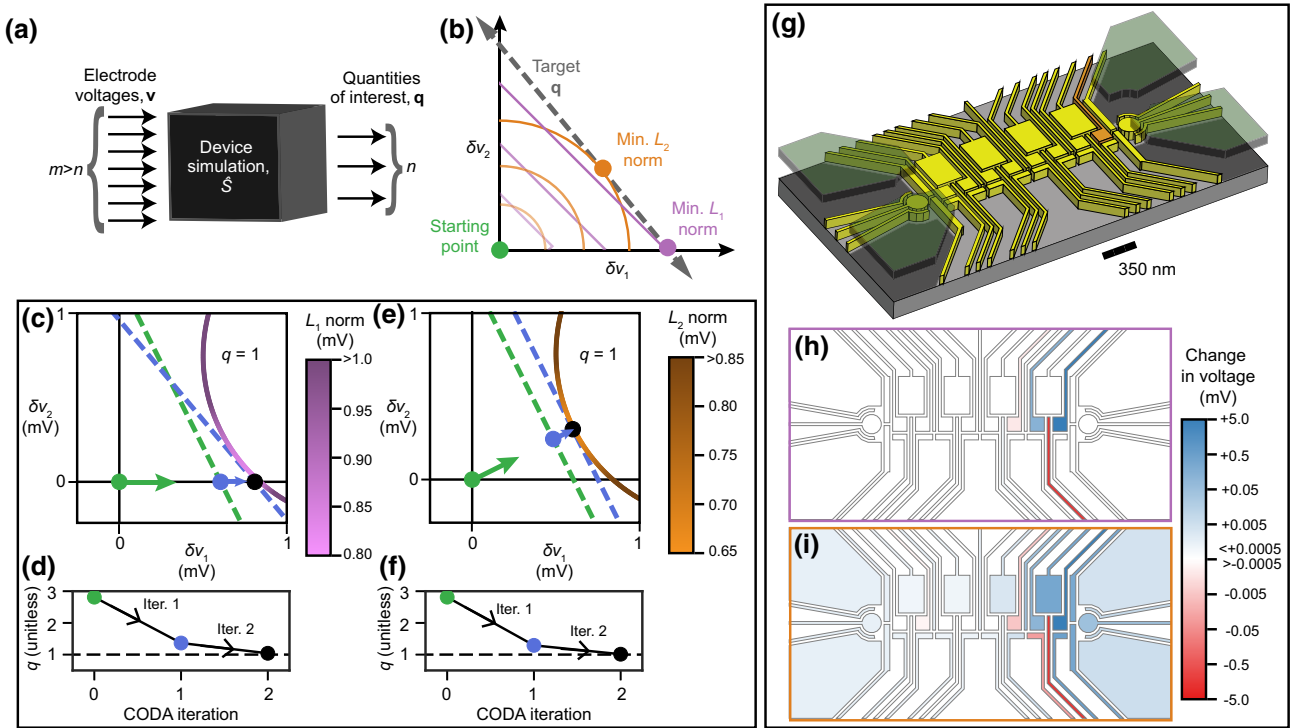 (a)
Electrode
voltages, v
Quantities
of interest, q
m>n
Device
simulation,
Ŝ
n
(b)
Target
q
δv2
Min. L2
norm
Min. L1
norm
Starting
point
δv1
(c)
1
q = 1
δv2
(mV)
0
0
1
δv1
(mV)
L1 norm
(mV)
>1.0
0.95
0.90
0.85
0.80
(d)
q (unitless)
3
2
1
Iter. 1
Iter. 2
0
1
2
CODA iteration
(e)
1
q = 1
δv2
(mV)
0
0
1
δv1
(mV)
L2 norm
(mV)
>0.85
0.80
0.75
0.70
0.65
(f)
q (unitless)
3
2
1
Iter. 1
Iter. 2
0
1
2
CODA iteration
(g)
350 nm
(h)
(i)
Change
in voltage
(mV)
+5.0
+0.5
+0.05
+0.005
<+0.0005
>-0.0005
-0.005
-0.05
-0.5
-5.0